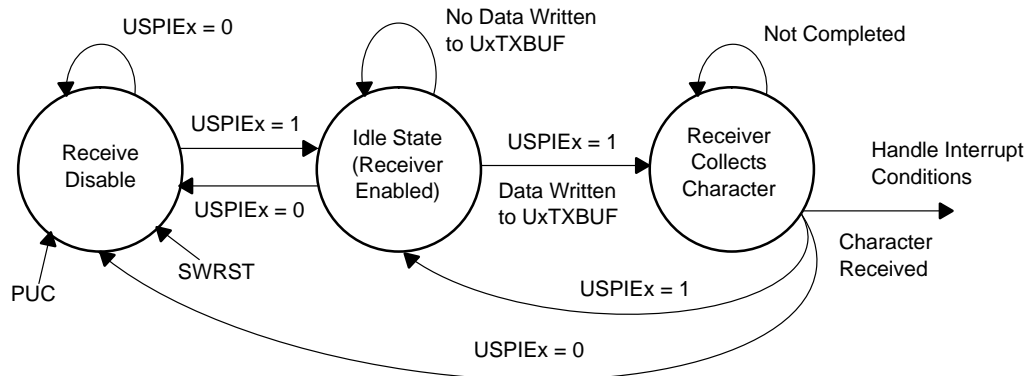 USPIEx = 0
No Data Written
to UxTXBUF
Not Completed
USPIEx = 1
Receive
Disable
Idle State
(Receiver
Enabled)
USPIEx = 1
Receiver
Collects
Character
Handle Interrupt
Conditions
USPIEx = 0
Data Written
to UxTXBUF
Character
Received
PUC
SWRST
USPIEx = 1
USPIEx = 0